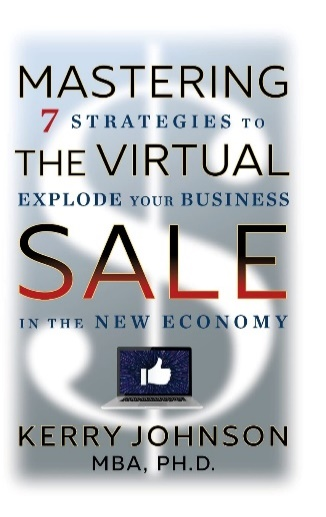 MASTERING
7 STRATEGIES TO
THE VIRTUAL
EXPLODE YOUR BUSINESS
SALE
IN THE NEW ECONOMY
KERRY JOHNSON
MBA, PH.D.